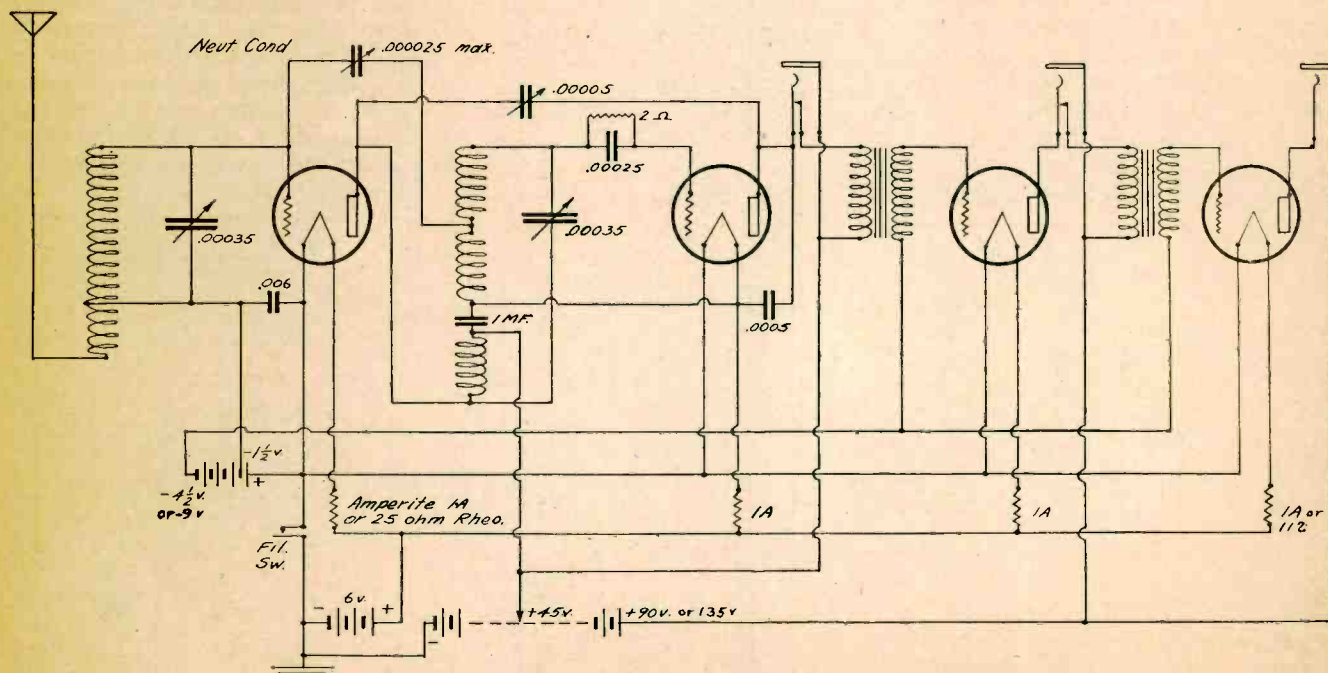 Neut Cond
.000025 max.
.00005
2 Ω
.00025
.00035
.00035
.006
1 MF.
.0005
-1½ v
+
-4½ v.
or -9 v
Amperite 1A
or 25 ohm Rheo.
1A
1A
1A or
112
Fil.
Sw.
6 v.
- +
-
+45 v.
+90 v. or 135 v